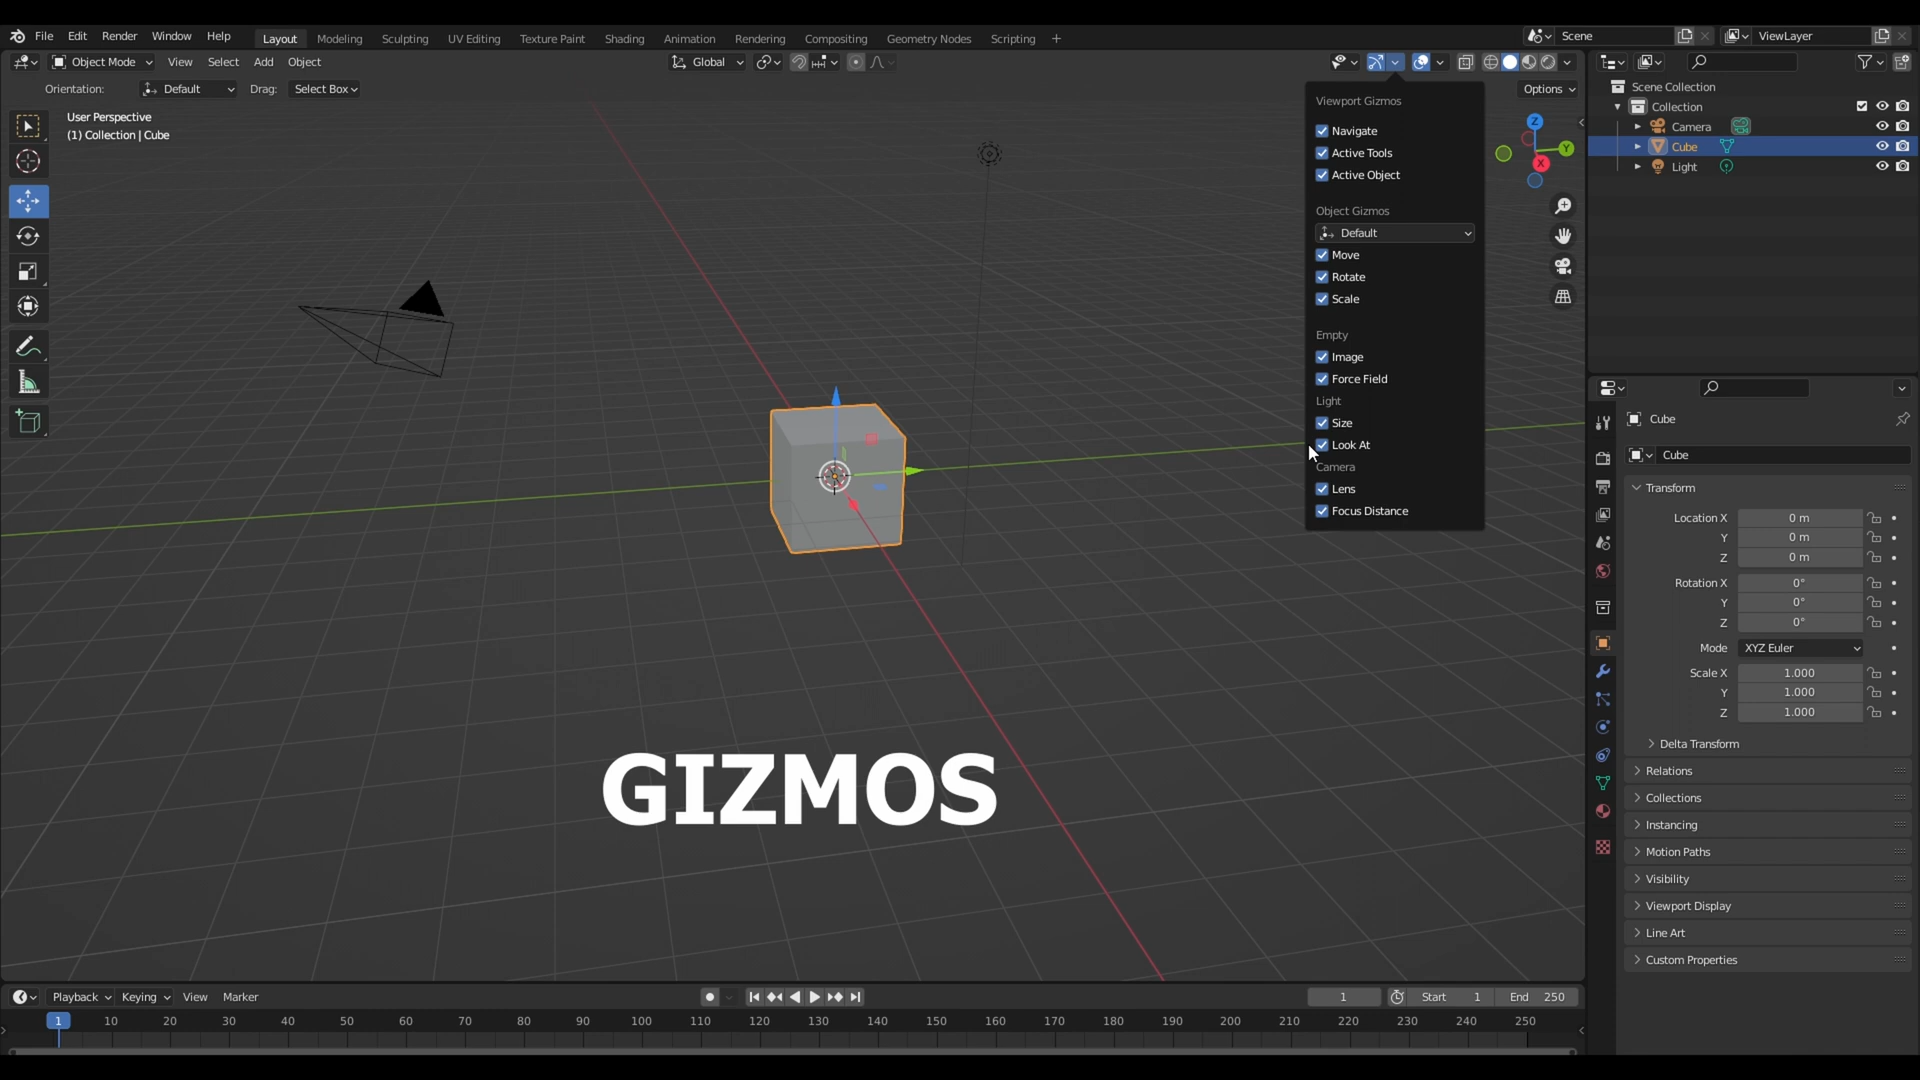 File Edit Render Window Help Layout Modeling Sculpting UV Editing Texture Paint Shading Animation Rendering Compositing Geometry Nodes Scripting + Scene ViewLayer
Object Mode View Select Add Object Global
Orientation: Default Drag: Select Box Options
User Perspective
(1) Collection | Cube
Viewport Gizmos
Navigate
Active Tools
Active Object
Object Gizmos
Default
Move
Rotate
Scale
Empty
Image
Force Field
Light
Size
Look At
Camera
Lens
Focus Distance
Z
Y
X
GIZMOS
Scene Collection
Collection
Camera
Cube
Light
Cube
Cube
Transform
Location X 0 m
Y 0 m
Z 0 m
Rotation X 0°
Y 0°
Z 0°
Mode XYZ Euler
Scale X 1.000
Y 1.000
Z 1.000
Delta Transform
Relations
Collections
Instancing
Motion Paths
Visibility
Viewport Display
Line Art
Custom Properties
Playback Keying View Marker 1 Start 1 End 250
1 10 20 30 40 50 60 70 80 90 100 110 120 130 140 150 160 170 180 190 200 210 220 230 240 250